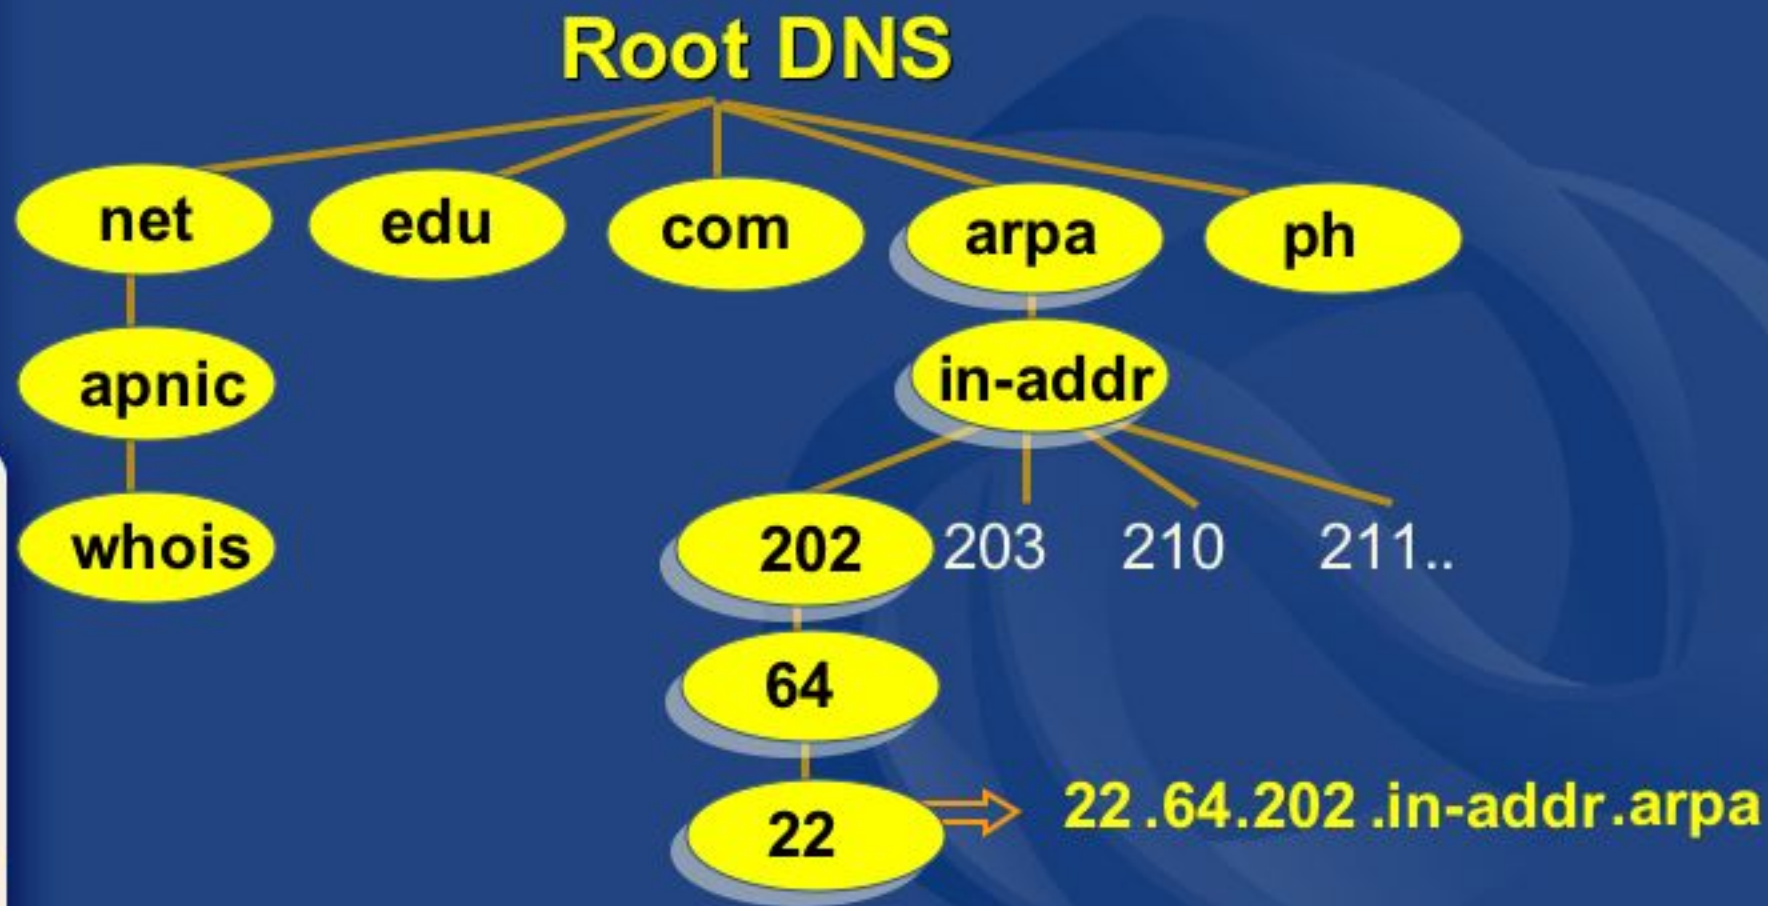 Root DNS
net edu com arpa ph
apnic in-addr
whois 202 203 210 211..
64
22 22.64.202.in-addr.arpa